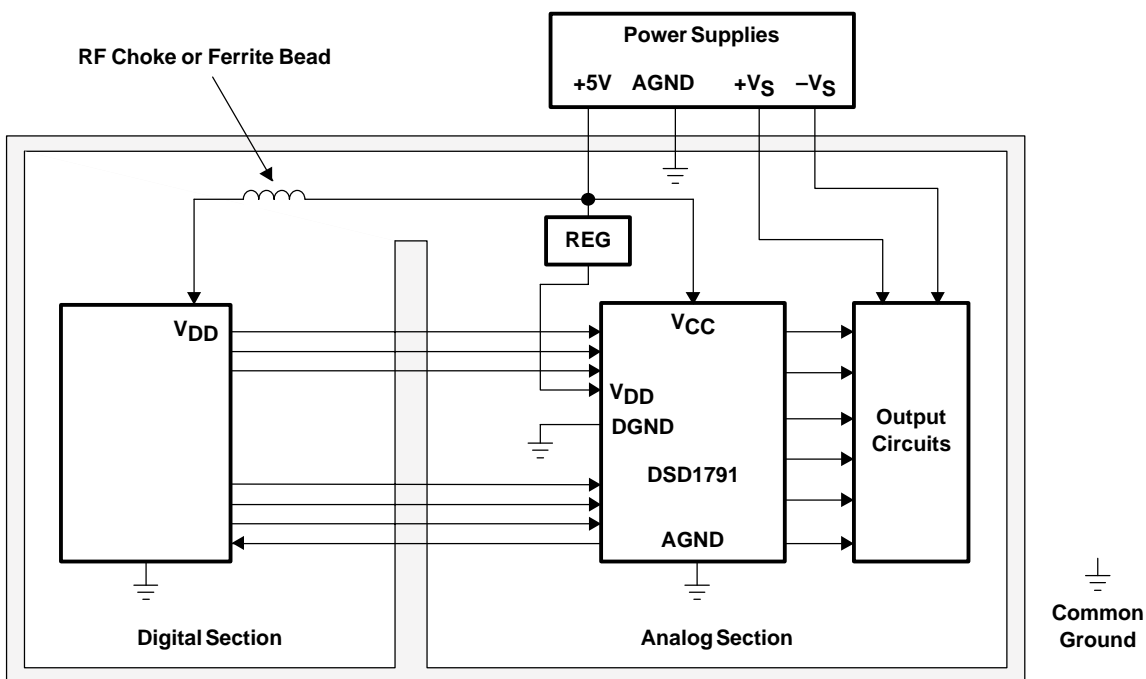 Power Supplies
RF Choke or Ferrite Bead
+5V AGND +VS –VS
REG
VDD
VCC
VDD
DGND
Output
Circuits
DSD1791
AGND
Common
Ground
Digital Section
Analog Section